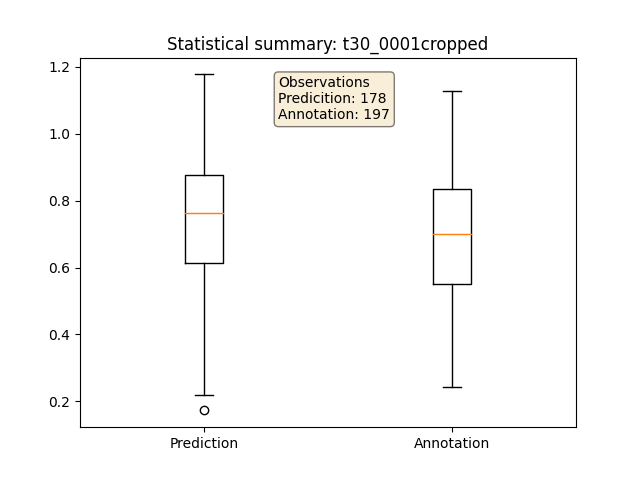 Statistical summary: t30_0001cropped
1.2
1.0
0.8
0.6
0.4
0.2
Observations
Predicition: 178
Annotation: 197
Prediction
Annotation